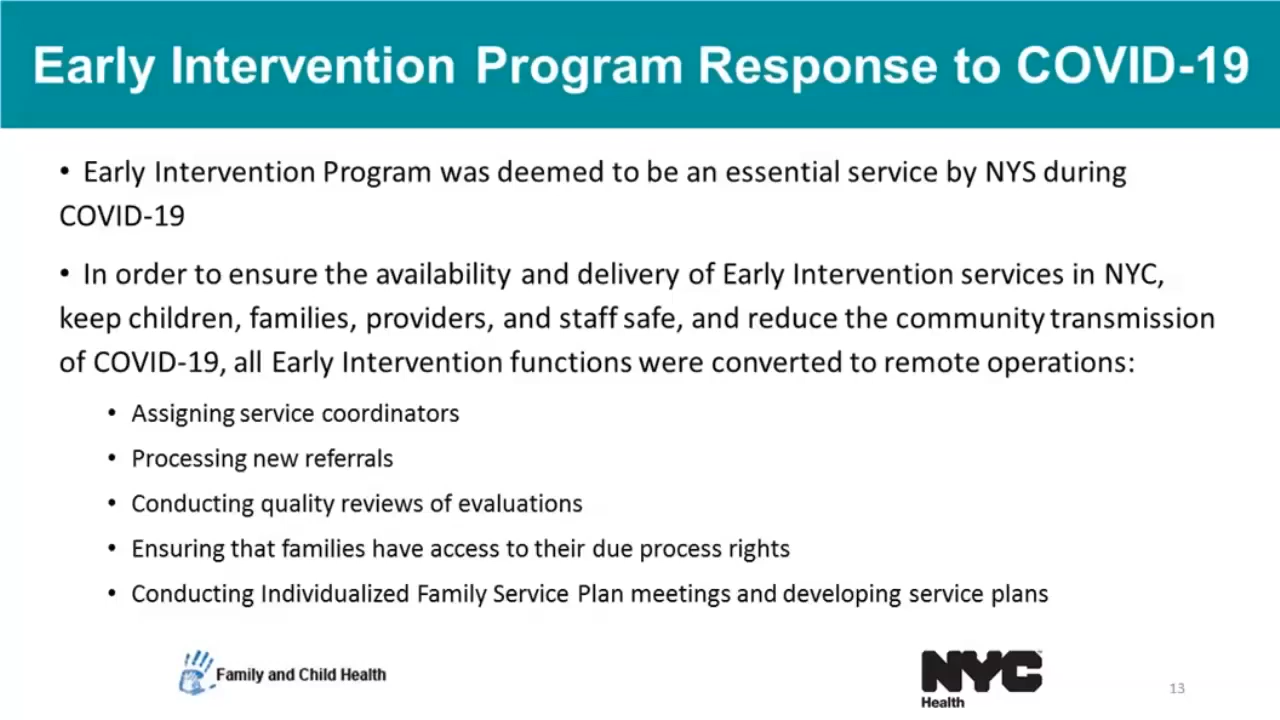 Early Intervention Program Response to COVID-19
• Early Intervention Program was deemed to be an essential service by NYS during
COVID-19
• In order to ensure the availability and delivery of Early Intervention services in NYC,
keep children, families, providers, and staff safe, and reduce the community transmission
of COVID-19, all Early Intervention functions were converted to remote operations:
• Assigning service coordinators
• Processing new referrals
• Conducting quality reviews of evaluations
• Ensuring that families have access to their due process rights
• Conducting Individualized Family Service Plan meetings and developing service plans
Family and Child Health
NYC
Health
13